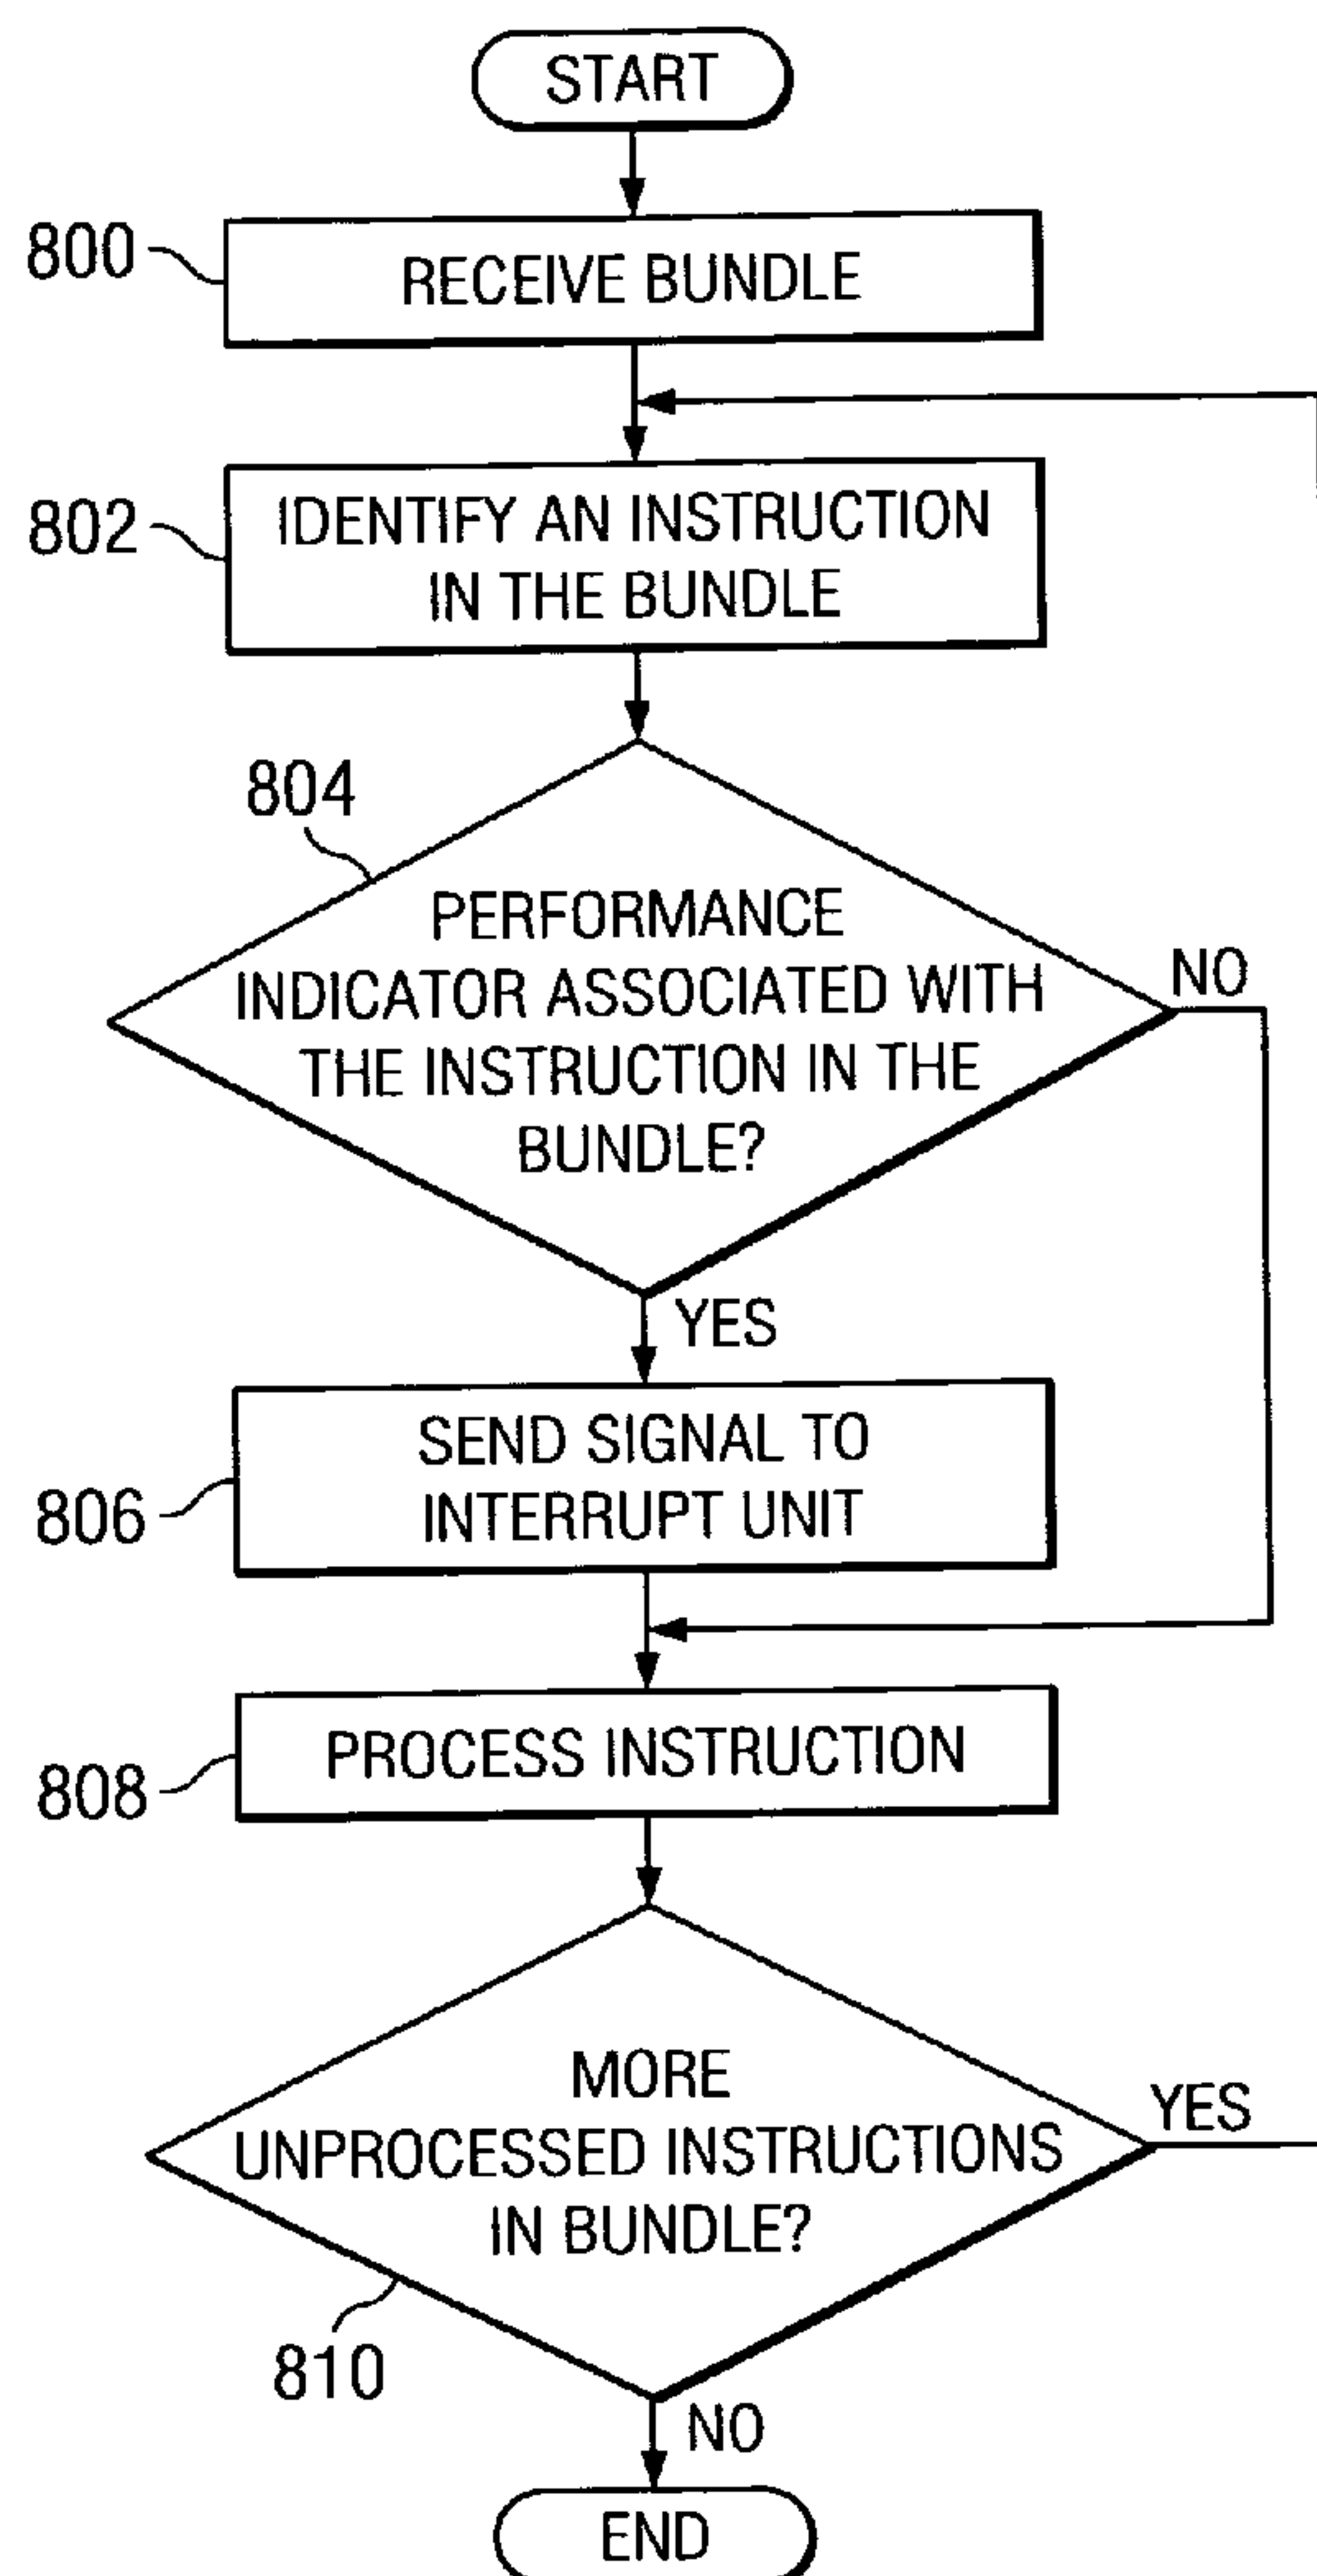 START
800
RECEIVE BUNDLE
802
IDENTIFY AN INSTRUCTION
IN THE BUNDLE
804
PERFORMANCE
INDICATOR ASSOCIATED WITH
THE INSTRUCTION IN THE
BUNDLE?
NO
YES
806
SEND SIGNAL TO
INTERRUPT UNIT
808
PROCESS INSTRUCTION
MORE
UNPROCESSED INSTRUCTIONS
IN BUNDLE?
YES
810
NO
END